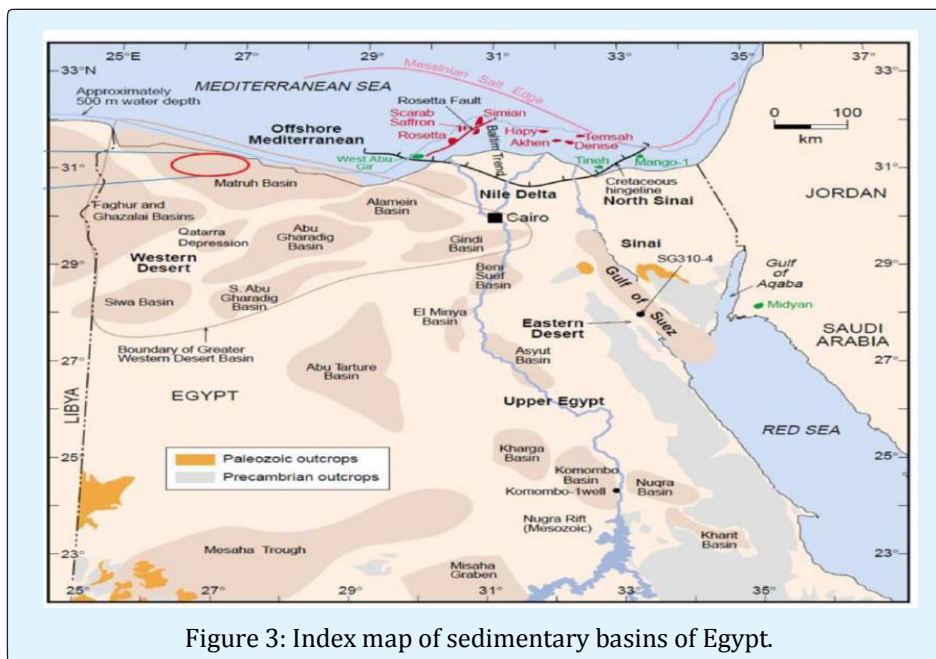 25°E
27°
29°
31°
33°
35°
33°N
37°
MEDITERRANEAN SEA
Messinian Salt Edge
Approximately
500 m water depth
Rosetta Fault
Simian
Scarab
Saffron
Offshore
Mediterranean
Rosetta
Baltim Trend
Hapy
Akhen
Temsah
Denise
0
100
km
31°
31°
West Abu
Gir
Tineh
Mango-1
Matruh Basin
Cretaceous
hingeline
JORDAN
Nile Delta
North Sinai
Faghur and
Ghazalai Basins
Alamein
Basin
Cairo
Qatarra
Depression
Abu
Gharadig
Basin
Gindi
Basin
Sinai
SG310-4
Western
Desert
29°
29°
Beni
Suef
Basin
Gulf
of
Aqaba
Siwa Basin
S. Abu
Gharadig
Basin
Gulf of Suez
Midyan
El Minya
Basin
Eastern
Desert
SAUDI
ARABIA
Boundary of Greater
Western Desert Basin
27°
27°
Asyut
Basin
Abu Tarture
Basin
LIBYA
EGYPT
Upper Egypt
RED SEA
Paleozoic outcrops
Precambrian outcrops
25°
25°
Kharga
Basin
Komombo
Basin
Komombo-1well
Nuqra
Basin
Nugra Rift
(Mesozoic)
Kharit
Basin
Mesaha Trough
23°
23°
Misaha
Graben
25°
27°
29°
31°
33°
35°
Figure 3: Index map of sedimentary basins of Egypt.